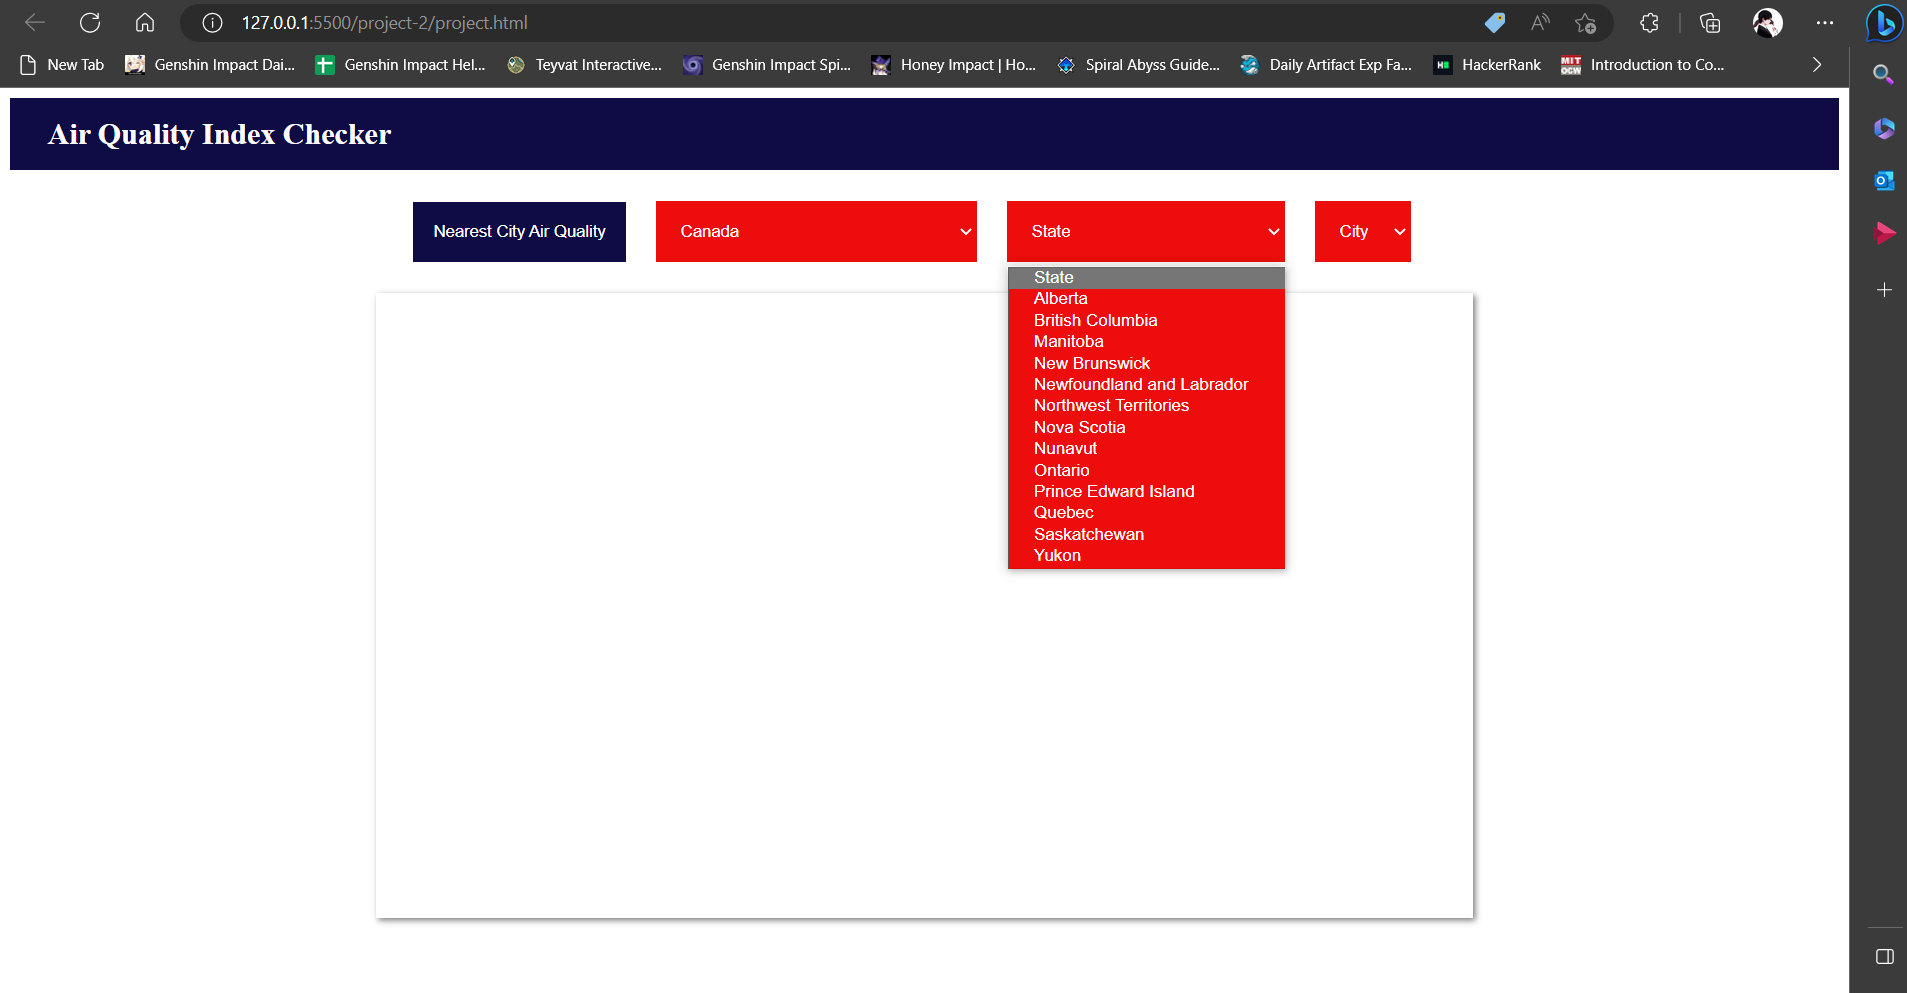 127.0.0.1:5500/project-2/project.html
New Tab Genshin Impact Dai... Genshin Impact Hel... Teyvat Interactive... Genshin Impact Spi... Honey Impact | Ho... Spiral Abyss Guide... Daily Artifact Exp Fa... HackerRank Introduction to Co...
Air Quality Index Checker
Nearest City Air Quality Canada State City
State
Alberta
British Columbia
Manitoba
New Brunswick
Newfoundland and Labrador
Northwest Territories
Nova Scotia
Nunavut
Ontario
Prince Edward Island
Quebec
Saskatchewan
Yukon